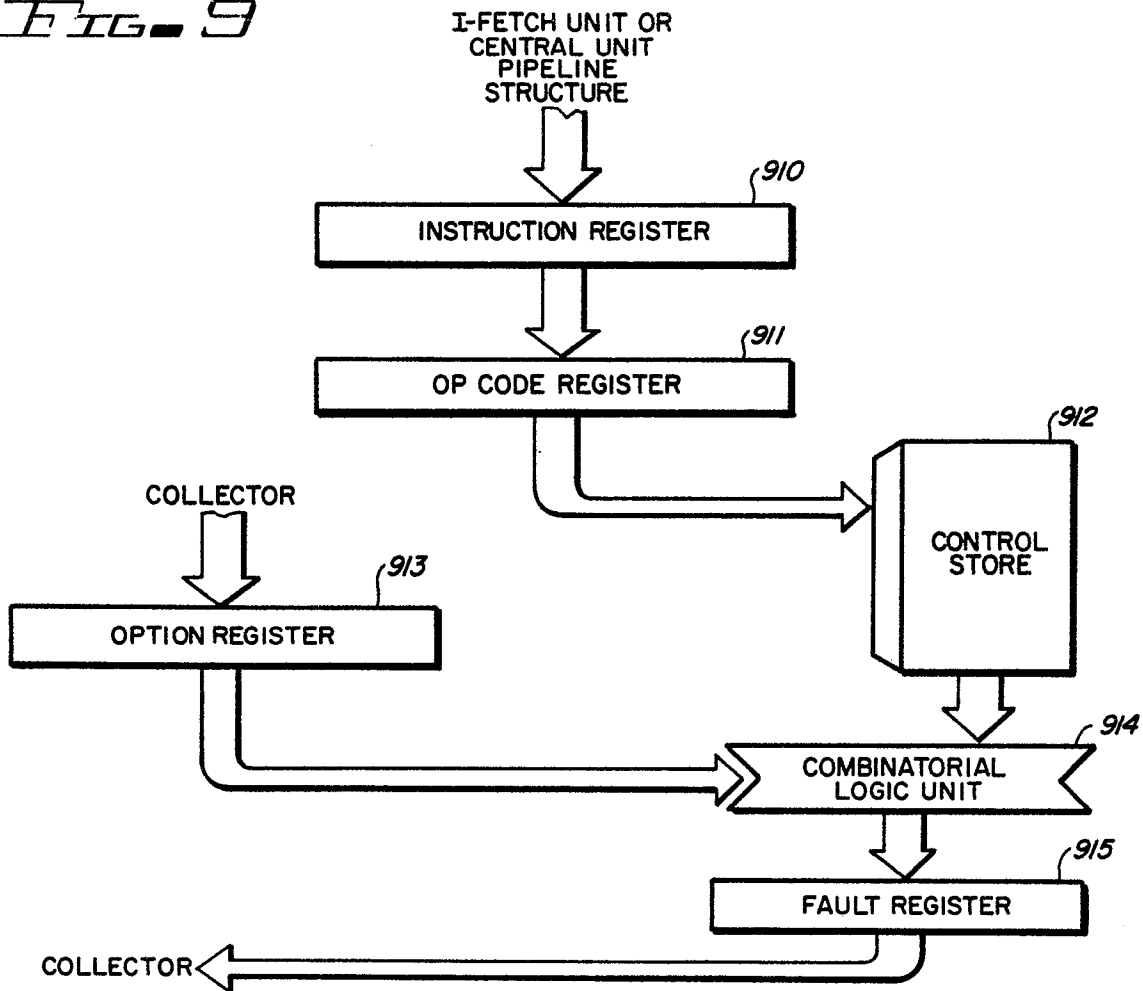 FIG. 9
I-FETCH UNIT OR
CENTRAL UNIT
PIPELINE
STRUCTURE
910
INSTRUCTION REGISTER
911
OP CODE REGISTER
912
CONTROL
STORE
COLLECTOR
913
OPTION REGISTER
914
COMBINATORIAL
LOGIC UNIT
915
FAULT REGISTER
COLLECTOR